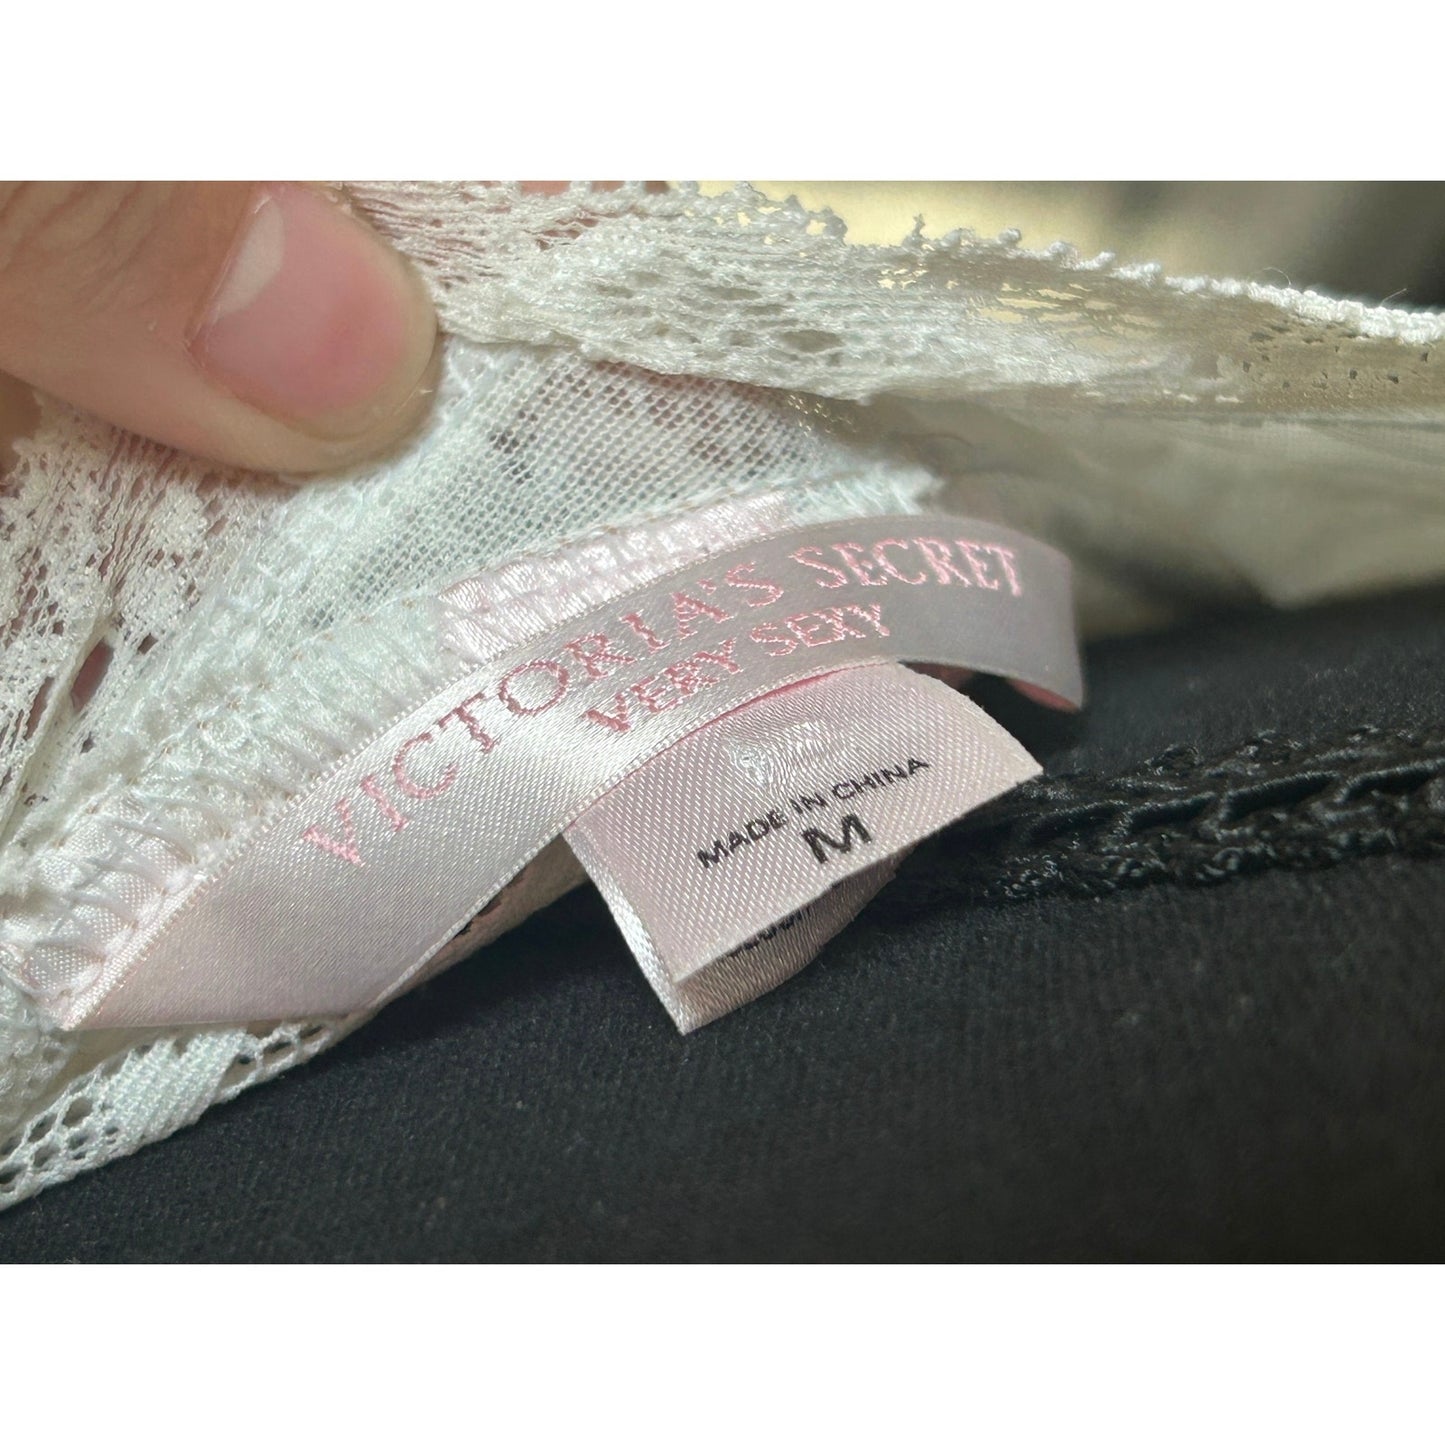 VICTORIA'S SECRET
VERY SEXY
MADE IN CHINA
M